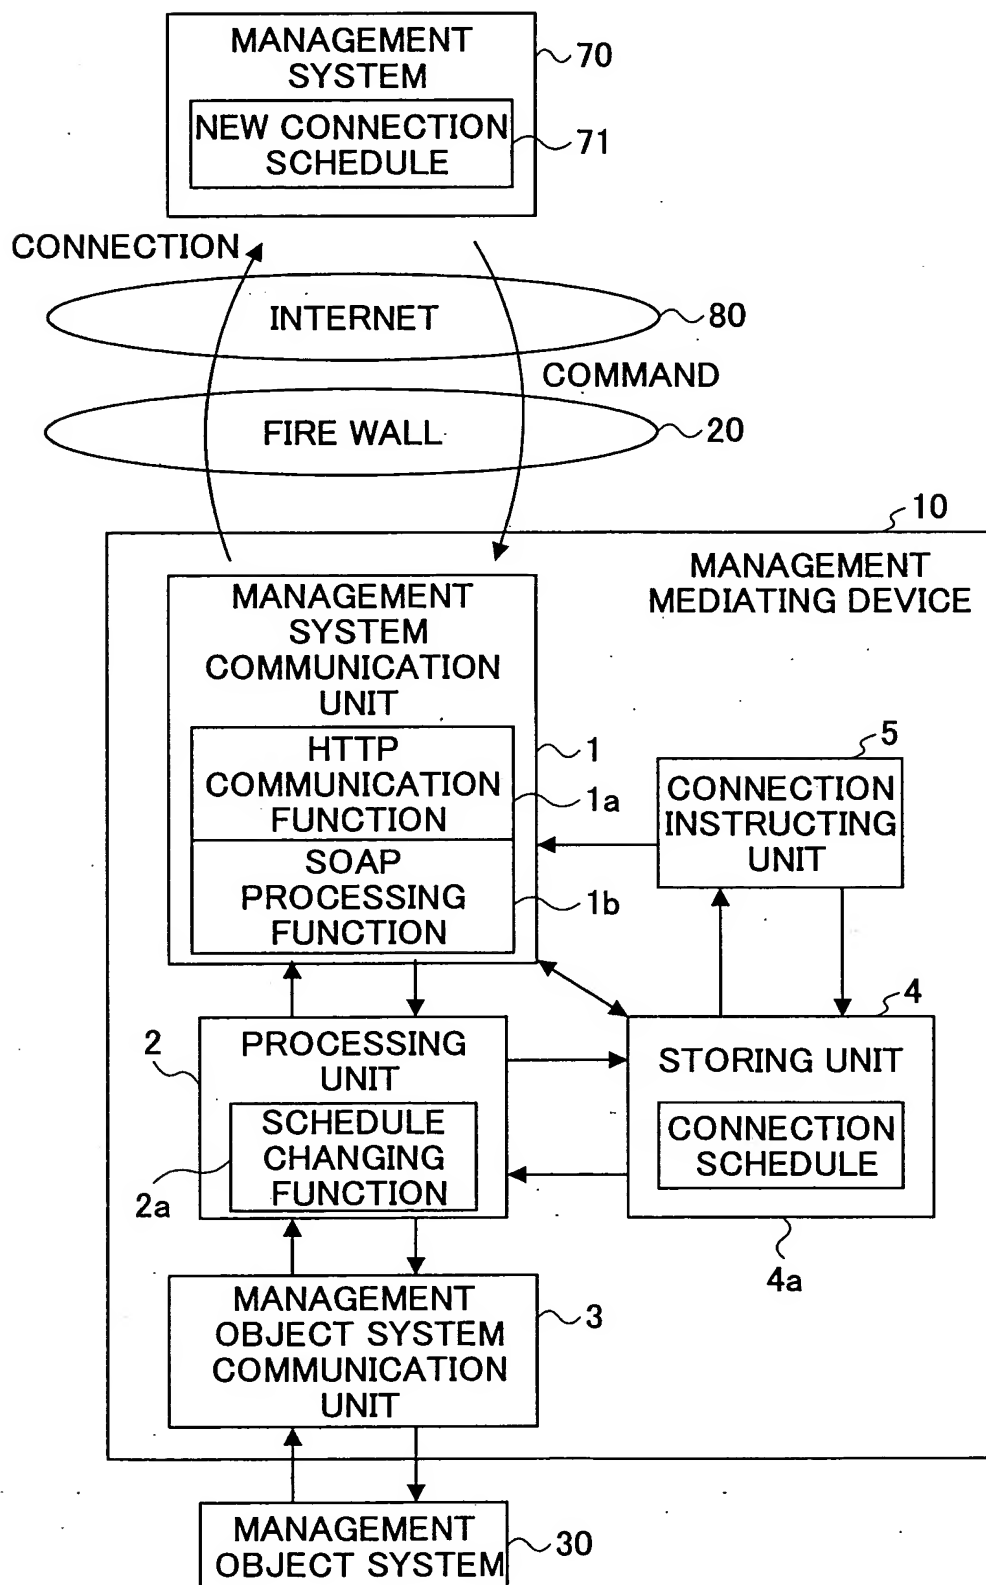 MANAGEMENT
SYSTEM
70
NEW CONNECTION
SCHEDULE
71
CONNECTION
INTERNET
80
COMMAND
FIRE WALL
20
10
MANAGEMENT
MEDIATING DEVICE
MANAGEMENT
SYSTEM
COMMUNICATION
UNIT
1
HTTP
COMMUNICATION
FUNCTION
1a
SOAP
PROCESSING
FUNCTION
1b
5
CONNECTION
INSTRUCTING
UNIT
2
PROCESSING
UNIT
SCHEDULE
CHANGING
FUNCTION
2a
4
STORING UNIT
CONNECTION
SCHEDULE
4a
MANAGEMENT
OBJECT SYSTEM
COMMUNICATION
UNIT
3
MANAGEMENT
OBJECT SYSTEM
30